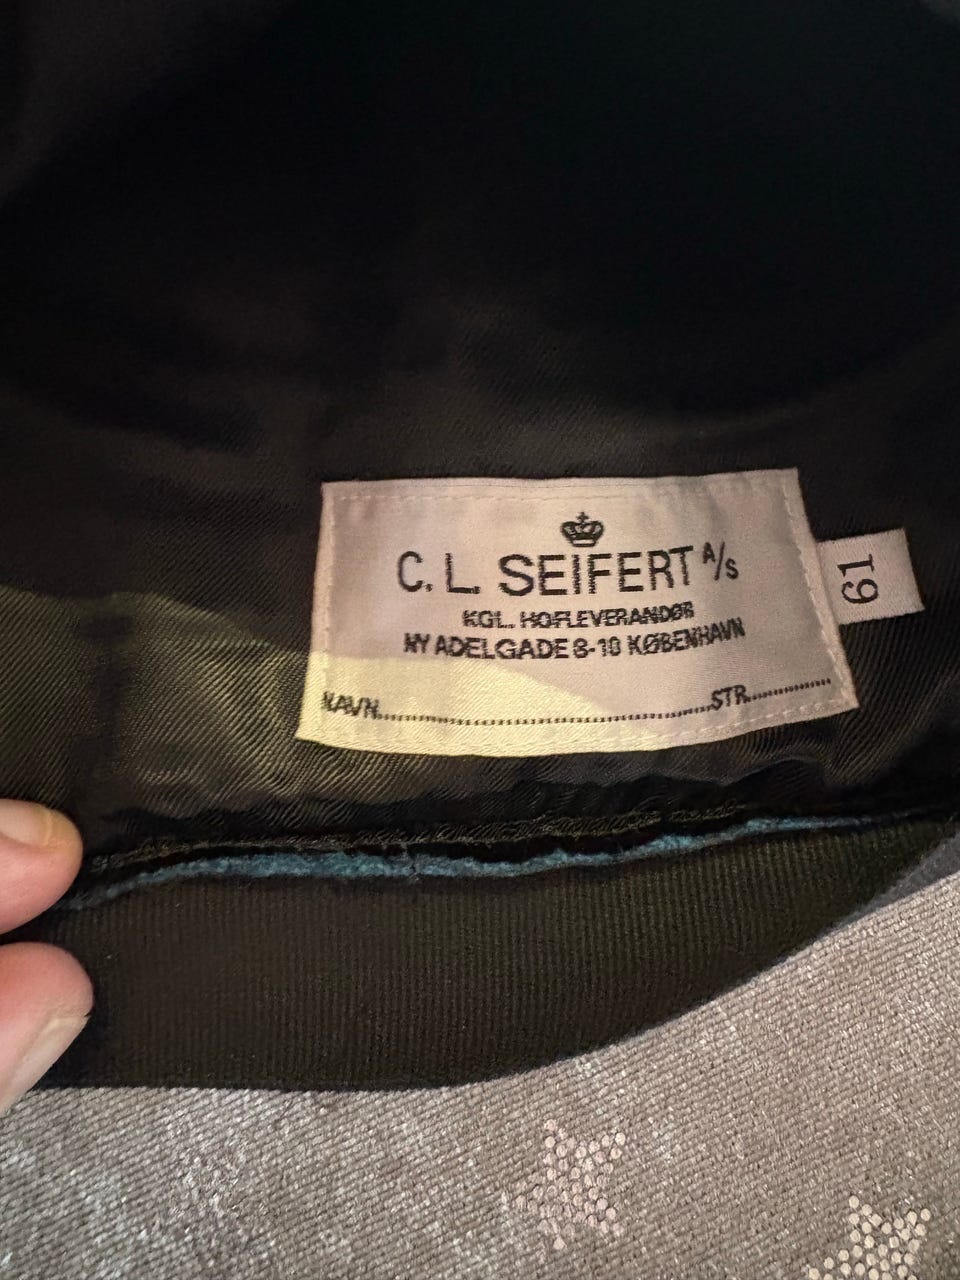 C. L. SEIFERT A/S
KGL. HOFLEVERANDØR
NY ADELGADE 8-10 KØBENHAVN
NAVN..............................STR............
61